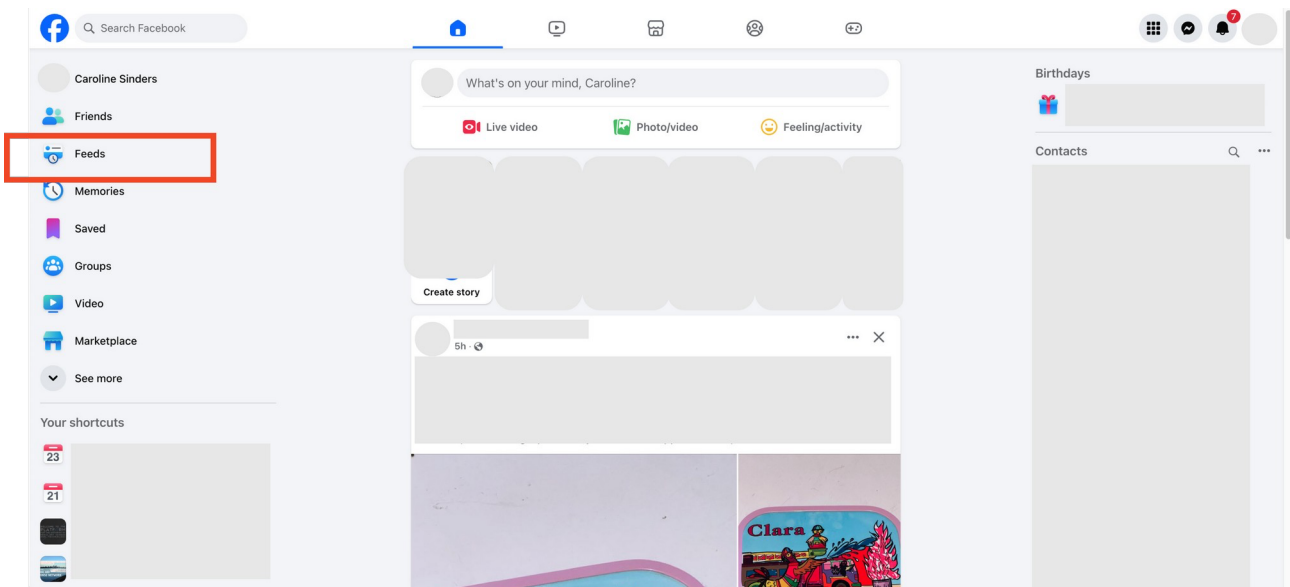 Search Facebook
7
Caroline Sinders
Friends
Feeds
Memories
Saved
Groups
Video
Marketplace
See more
Your shortcuts
23
21
What's on your mind, Caroline?
Live video
Photo/video
Feeling/activity
Create story
5h ·
Clara
Birthdays
Contacts